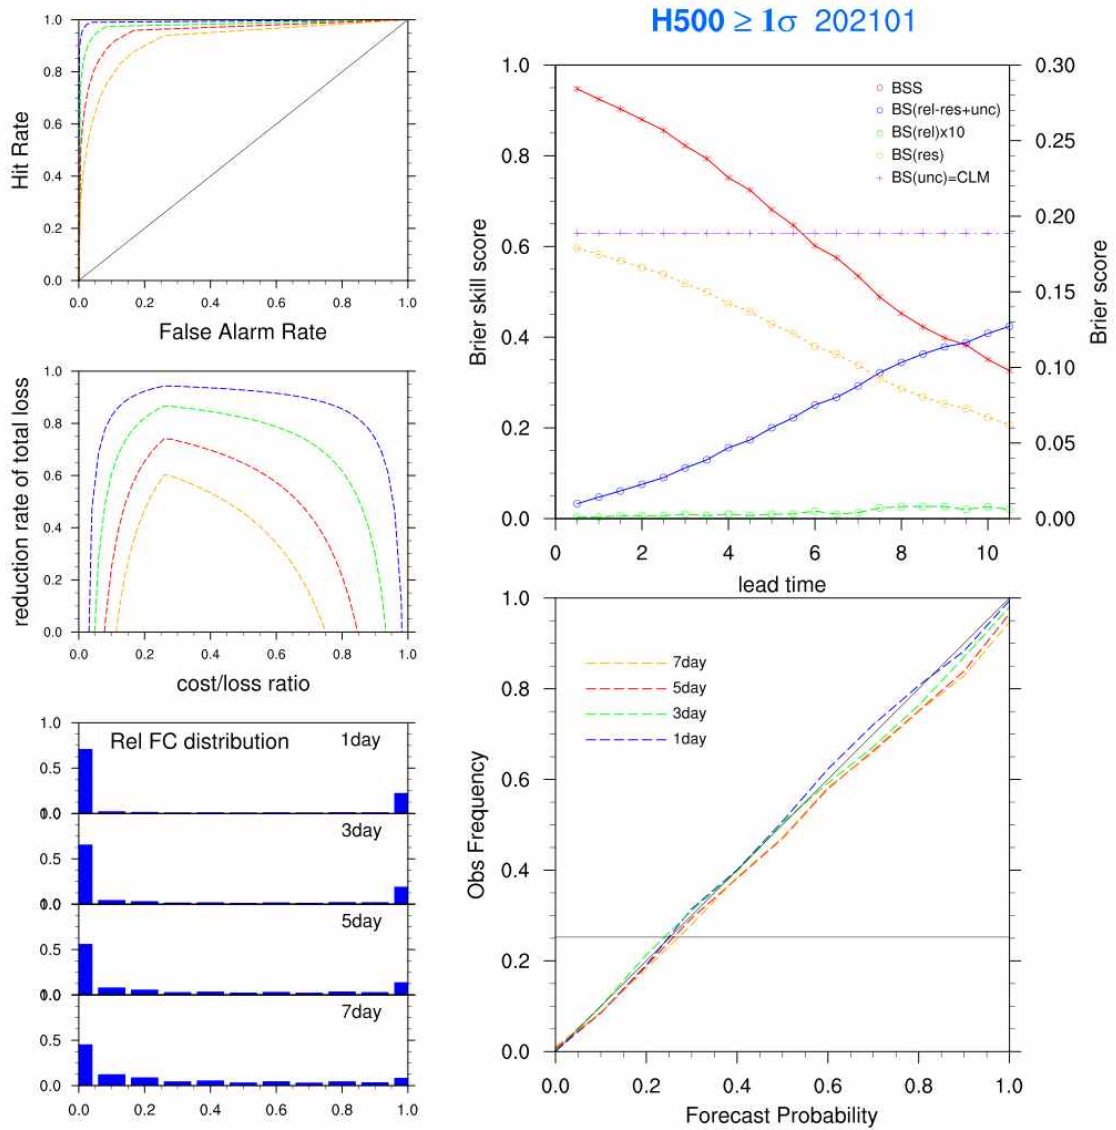 H500 ≥ 1σ 202101
1.0
0.8
0.6
0.4
0.2
0.0
0.0 0.2 0.4 0.6 0.8 1.0
Hit Rate
False Alarm Rate
1.0
0.8
0.6
0.4
0.2
0.0
0.0 0.2 0.4 0.6 0.8 1.0
reduction rate of total loss
cost/loss ratio
Rel FC distribution
1day
1.0
0.5
0.0
3day
1.0
0.5
0.0
5day
1.0
0.5
0.0
7day
1.0
0.5
0.0
0.0 0.2 0.4 0.6 0.8 1.0
BSS
BS(rel-res+unc)
BS(rel)x10
BS(res)
BS(unc)=CLM
1.0
0.8
0.6
0.4
0.2
0.0
Brier skill score
0.30
0.25
0.20
0.15
0.10
0.05
0.00
Brier score
0 2 4 6 8 10
lead time
7day
5day
3day
1day
1.0
0.8
0.6
0.4
0.2
0.0
Obs Frequency
0.0 0.2 0.4 0.6 0.8 1.0
Forecast Probability